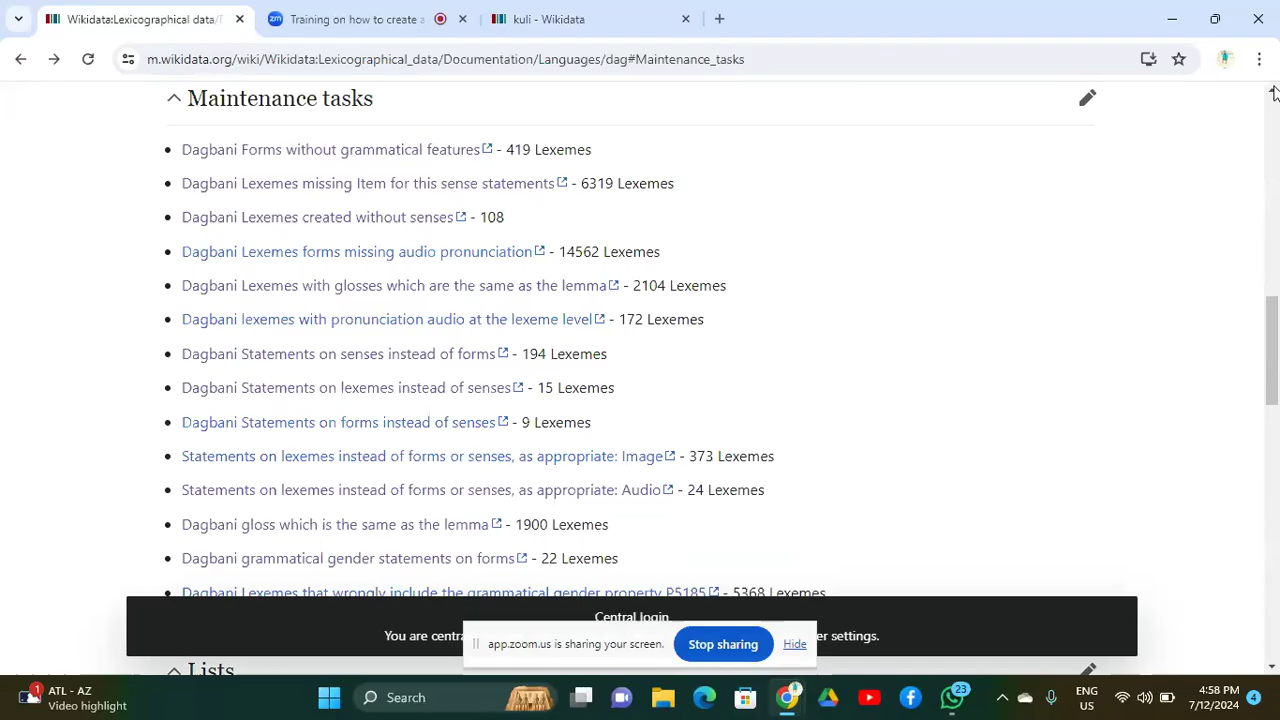 Wikidata:Lexicographical data/
Training on how to create a
kuli - Wikidata
m.wikidata.org/wiki/Wikidata:Lexicographical_data/Documentation/Languages/dag#Maintenance_tasks
Maintenance tasks
Dagbani Forms without grammatical features - 419 Lexemes
Dagbani Lexemes missing Item for this sense statements - 6319 Lexemes
Dagbani Lexemes created without senses - 108
Dagbani Lexemes forms missing audio pronunciation - 14562 Lexemes
Dagbani Lexemes with glosses which are the same as the lemma - 2104 Lexemes
Dagbani lexemes with pronunciation audio at the lexeme level - 172 Lexemes
Dagbani Statements on senses instead of forms - 194 Lexemes
Dagbani Statements on lexemes instead of senses - 15 Lexemes
Dagbani Statements on forms instead of senses - 9 Lexemes
Statements on lexemes instead of forms or senses, as appropriate: Image - 373 Lexemes
Statements on lexemes instead of forms or senses, as appropriate: Audio - 24 Lexemes
Dagbani gloss which is the same as the lemma - 1900 Lexemes
Dagbani grammatical gender statements on forms - 22 Lexemes
Dagbani Lexemes that wrongly include the grammatical gender property P5185 - 5368 Lexemes
Central login
You are centr
er settings.
app.zoom.us is sharing your screen. Stop sharing Hide
Lists
1 ATL - AZ
Video highlight
Search
23
ENG
US
4:58 PM
7/12/2024
4